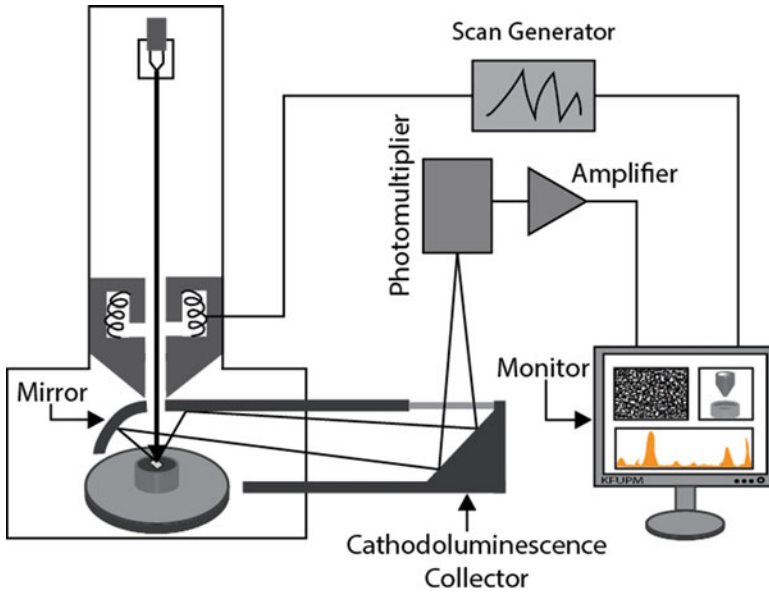 Scan Generator
Photomultiplier
Amplifier
Mirror
Monitor
KFUPM
Cathodoluminescence
Collector